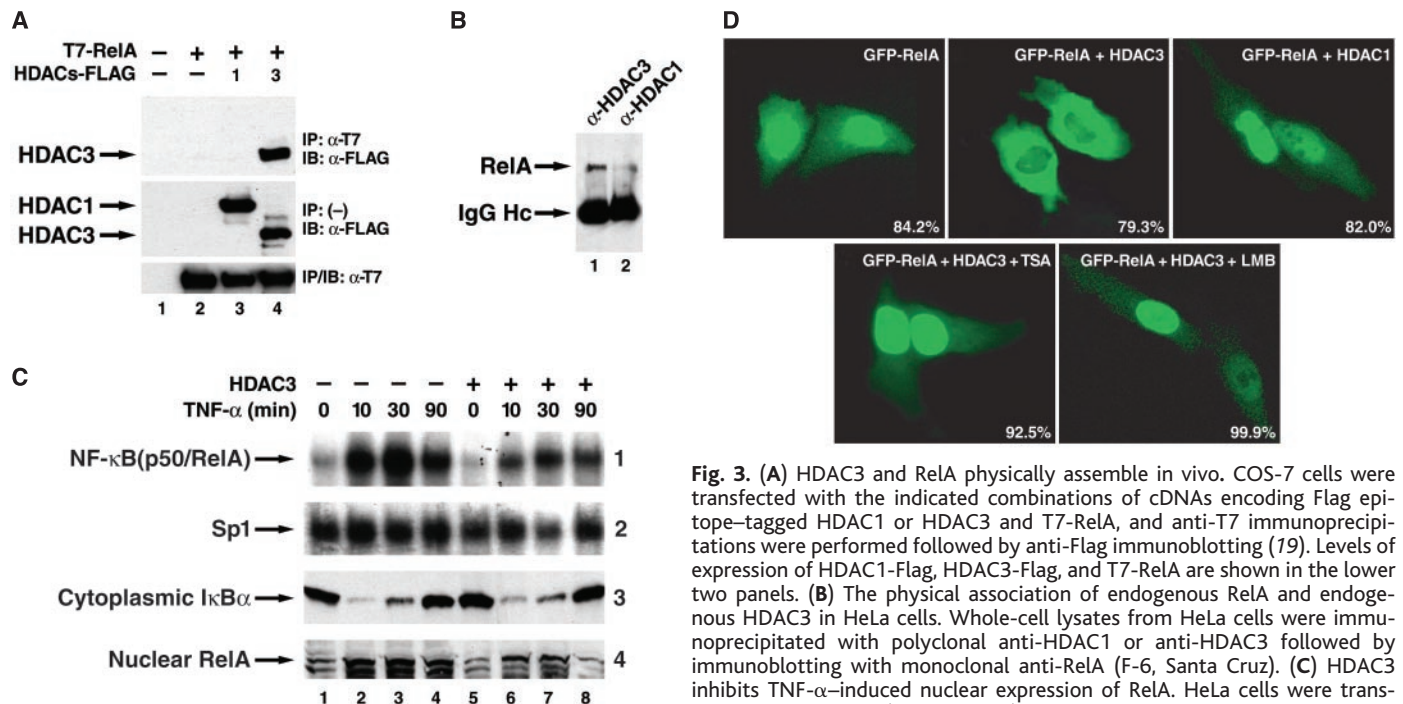 A
T7-RelA − + + +
HDACs-FLAG − − 1 3
HDAC3
IP: α-T7
IB: α-FLAG
HDAC1
HDAC3
IP: (−)
IB: α-FLAG
IP/IB: α-T7
1 2 3 4
B
α-HDAC3
α-HDAC1
RelA
IgG Hc
1 2
C
HDAC3 − − − − + + + +
TNF-α (min) 0 10 30 90 0 10 30 90
NF-κB(p50/RelA) 1
Sp1 2
Cytoplasmic IκBα 3
Nuclear RelA 4
1 2 3 4 5 6 7 8
D
GFP-RelA
84.2%
GFP-RelA + HDAC3
79.3%
GFP-RelA + HDAC1
82.0%
GFP-RelA + HDAC3 + TSA
92.5%
GFP-RelA + HDAC3 + LMB
99.9%
Fig. 3. (A) HDAC3 and RelA physically assemble in vivo. COS-7 cells were
transfected with the indicated combinations of cDNAs encoding Flag epi-
tope–tagged HDAC1 or HDAC3 and T7-RelA, and anti-T7 immunoprecipi-
tations were performed followed by anti-Flag immunoblotting (19). Levels of
expression of HDAC1-Flag, HDAC3-Flag, and T7-RelA are shown in the lower
two panels. (B) The physical association of endogenous RelA and endoge-
nous HDAC3 in HeLa cells. Whole-cell lysates from HeLa cells were immu-
noprecipitated with polyclonal anti-HDAC1 or anti-HDAC3 followed by
immunoblotting with monoclonal anti-RelA (F-6, Santa Cruz). (C) HDAC3
inhibits TNF-α–induced nuclear expression of RelA. HeLa cells were trans-